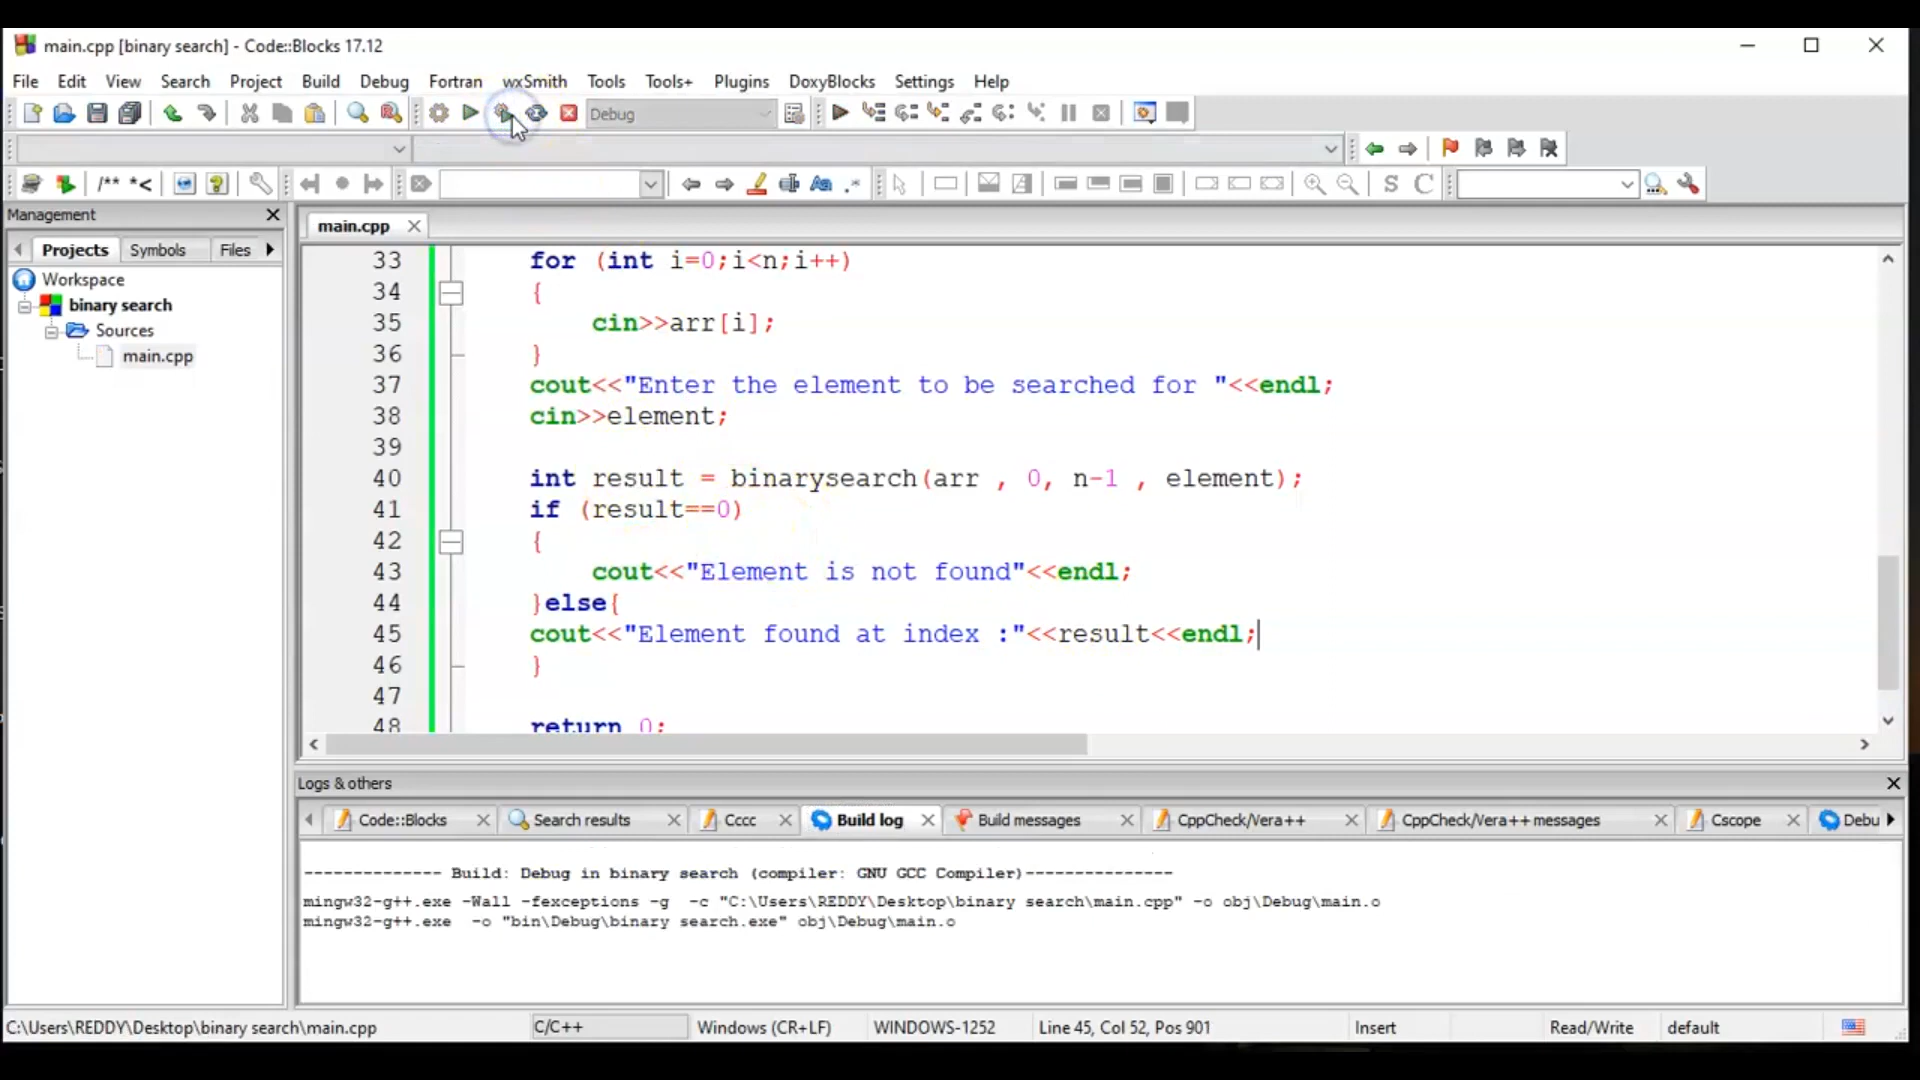 main.cpp [binary search] - Code::Blocks 17.12
File Edit View Search Project Build Debug Fortran wxSmith Tools Tools+ Plugins DoxyBlocks Settings Help
Debug
/** *<
Aa .*
S C
Management
Projects Symbols Files
main.cpp
Workspace
binary search
Sources
main.cpp
33 for (int i=0;i<n;i++)
34 {
35 cin>>arr[i];
36 }
37 cout<<"Enter the element to be searched for "<<endl;
38 cin>>element;
39
40 int result = binarysearch(arr , 0, n-1 , element);
41 if (result==0)
42 {
43 cout<<"Element is not found"<<endl;
44 }else{
45 cout<<"Element found at index :"<<result<<endl;
46 }
47
48 return 0;
Logs & others
Code::Blocks Search results Cccc Build log Build messages CppCheck/Vera++ CppCheck/Vera++ messages Cscope Debu
-------------- Build: Debug in binary search (compiler: GNU GCC Compiler)---------------
mingw32-g++.exe -Wall -fexceptions -g -c "C:\Users\REDDY\Desktop\binary search\main.cpp" -o obj\Debug\main.o
mingw32-g++.exe -o "bin\Debug\binary search.exe" obj\Debug\main.o
C:\Users\REDDY\Desktop\binary search\main.cpp C/C++ Windows (CR+LF) WINDOWS-1252 Line 45, Col 52, Pos 901 Insert Read/Write default